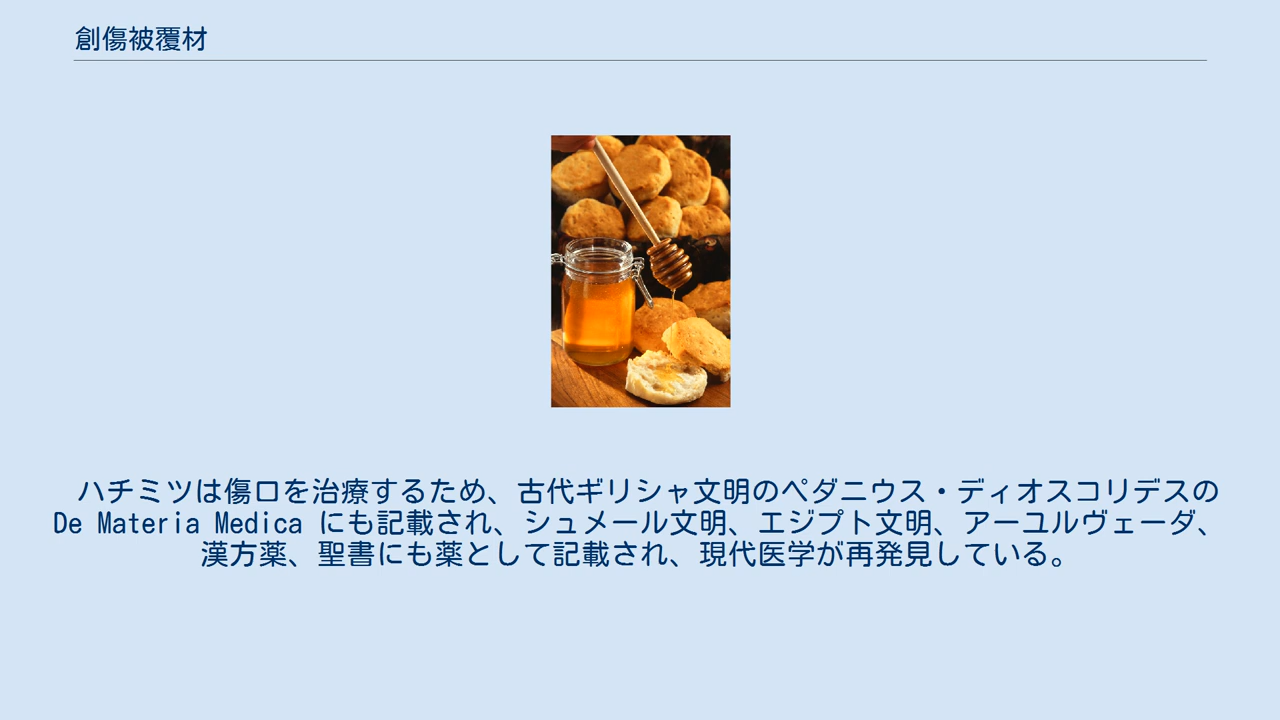 創傷被覆材
ハチミツは傷口を治療するため、古代ギリシャ文明のペダニウス・ディオスコリデスの
De Materia Medica にも記載され、シュメール文明、エジプト文明、アーユルヴェーダ、
漢方薬、聖書にも薬として記載され、現代医学が再発見している。